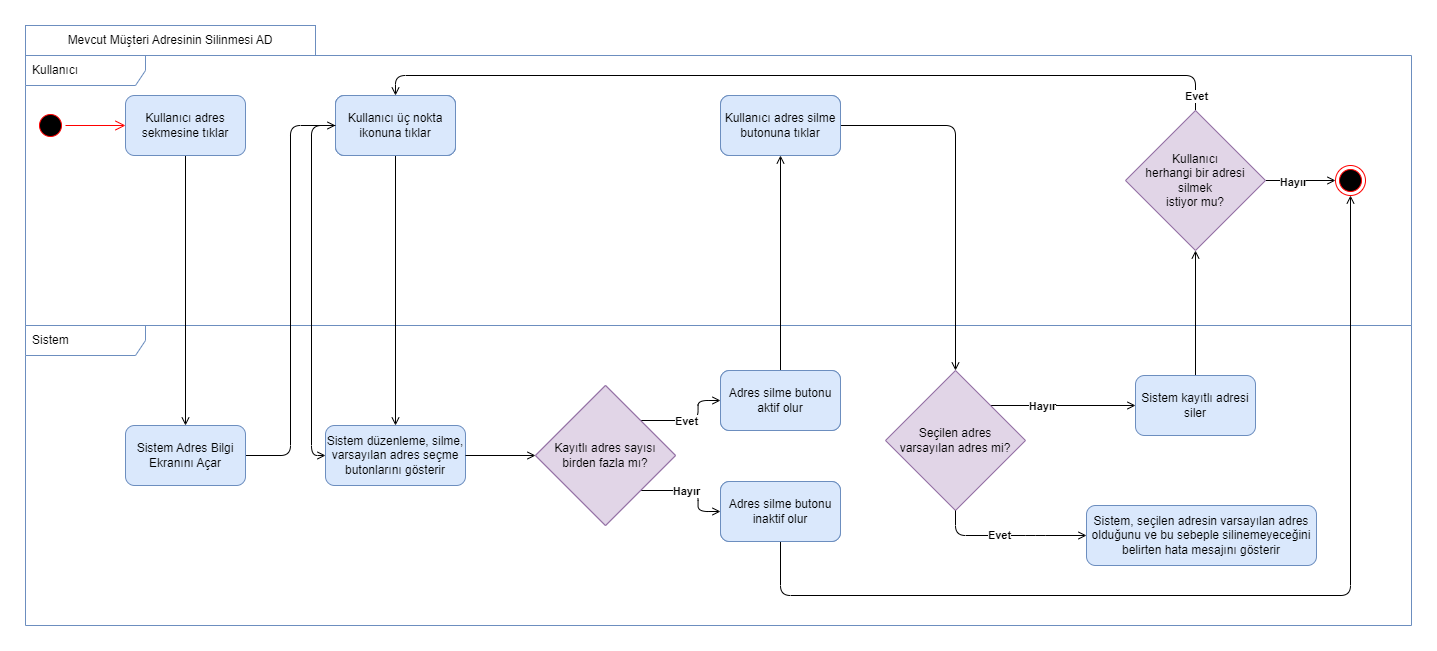 Mevcut Müşteri Adresinin Silinmesi AD
Kullanıcı
Kullanıcı adres
sekmesine tıklar
Kullanıcı üç nokta
ikonuna tıklar
Kullanıcı adres silme
butonuna tıklar
Evet
Kullanıcı
herhangi bir adresi
silmek
istiyor mu?
Hayır
Sistem
Sistem Adres Bilgi
Ekranını Açar
Sistem düzenleme, silme,
varsayılan adres seçme
butonlarını gösterir
Kayıtlı adres sayısı
birden fazla mı?
Evet
Adres silme butonu
aktif olur
Hayır
Adres silme butonu
inaktif olur
Seçilen adres
varsayılan adres mi?
Hayır
Sistem kayıtlı adresi
siler
Evet
Sistem, seçilen adresin varsayılan adres
olduğunu ve bu sebeple silinemeyeceğini
belirten hata mesajını gösterir